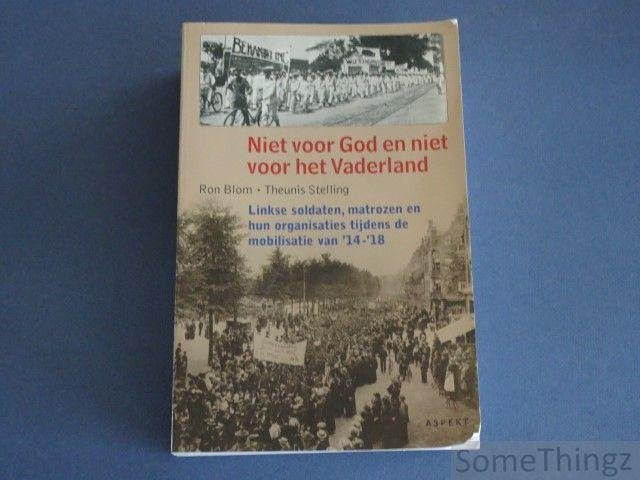 Niet voor God en niet
voor het Vaderland
Ron Blom • Theunis Stelling
Linkse soldaten, matrozen en
hun organisaties tijdens de
mobilisatie van '14-'18
ASPEKT
SomeThingz